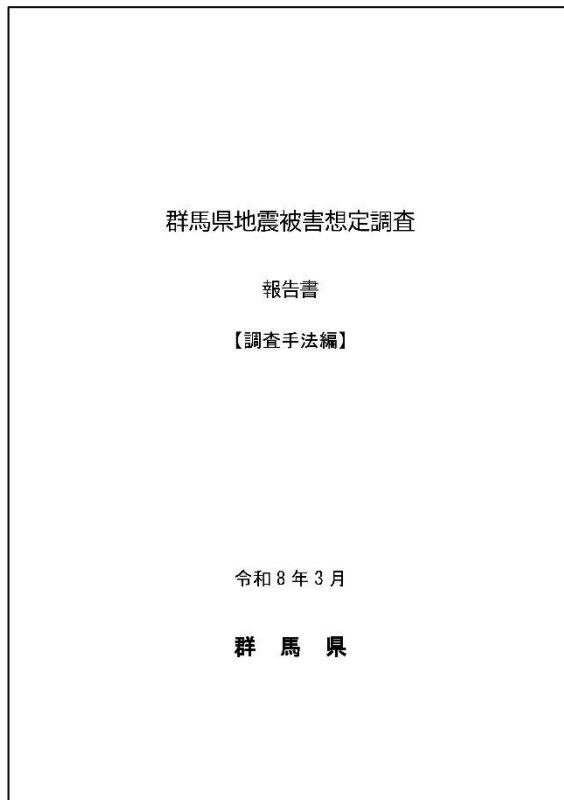 群馬県地震被害想定調査
報告書
【調査手法編】
令和８年３月
群　馬　県